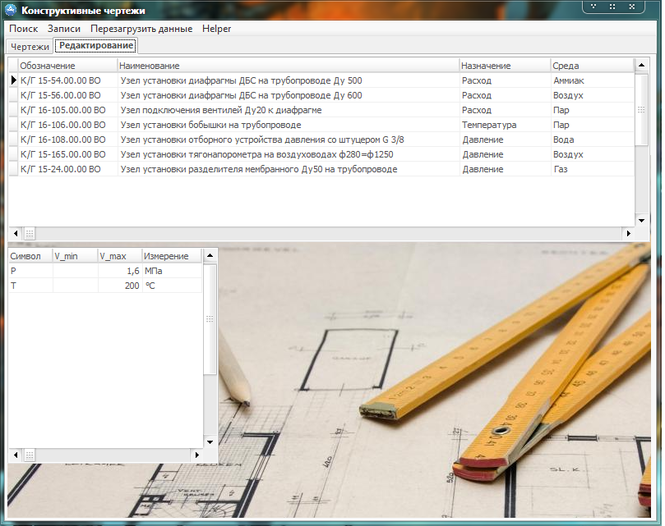 Конструктивные чертежи
Поиск Записи Перезагрузить данные Helper
Чертежи Редактирование
Обозначение Наименование Назначение Среда
К/Г 15-54.00.00 ВО Узел установки диафрагмы ДБС на трубопроводе Ду 500 Расход Аммиак
К/Г 15-56.00.00 ВО Узел установки диафрагмы ДБС на трубопроводе Ду 600 Расход Воздух
К/Г 16-105.00.00 ВО Узел подключения вентилей Ду20 к диафрагме Расход Пар
К/Г 16-106.00.00 ВО Узел установки бобышки на трубопроводе Температура Пар
К/Г 16-108.00.00 ВО Узел установки отборного устройства давления со штуцером G 3/8 Давление Вода
К/Г 15-165.00.00 ВО Узел установки тягонапорометра на воздуховодах ф280=ф1250 Давление Воздух
К/Г 15-24.00.00 ВО Узел установки разделителя мембранного Ду50 на трубопроводе Давление Газ
Символ V_min V_max Измерение
P 1,6 МПа
T 200 ºС